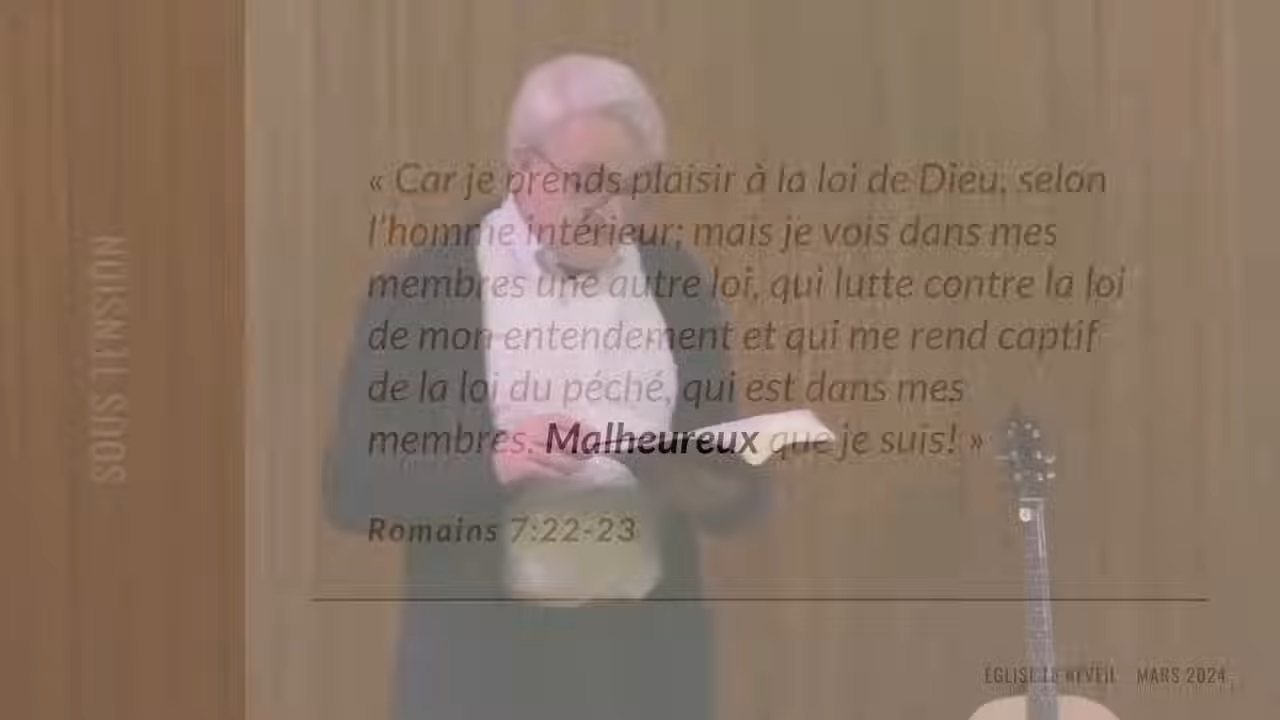 SOUS TENSION
« Car je prends plaisir à la loi de Dieu, selon
l'homme intérieur; mais je vois dans mes
membres une autre loi, qui lutte contre la loi
de mon entendement et qui me rend captif
de la loi du péché, qui est dans mes
membres. Malheureux que je suis! »
Romains 7:22-23
ÉGLISE LE RÉVEIL MARS 2024